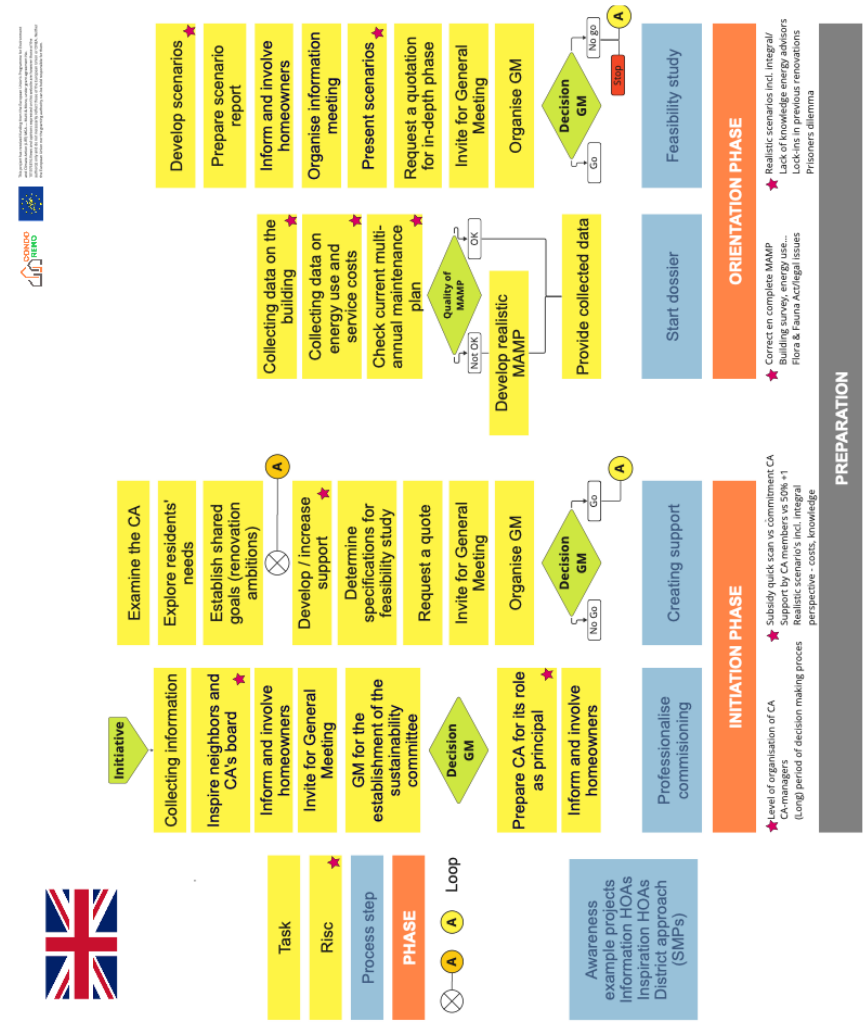 Task
Risc
Process step
PHASE
A
A
Loop
Awareness
example projects
Information HOAs
Inspiration HOAs
District approach
(SMPs)
Initiative
Collecting information
Inspire neighbors and
CA's board
Inform and involve
homeowners
Invite for General
Meeting
GM for the
establishment of the
sustainability
committee
Decision
GM
Prepare CA for its role
as principal
Inform and involve
homeowners
Professionalise
commisioning
Examine the CA
Explore residents'
needs
Establish shared
goals (renovation
ambitions)
A
Develop / increase
support
Determine
specifications for
feasibility study
Request a quote
Invite for General
Meeting
Organise GM
Decision
GM
No Go
Go
A
Creating support
INITIATION PHASE
Level of organisation of CA
CA-managers
(Long) period of decision making proces
Subsidy quick scan vs commitment CA
Support by CA members vs 50% +1
Realistic scenario's incl. integral
perspective - costs, knowledge
CONDO
RENO
Collecting data on the
building
Collecting data on
energy use and
service costs
Check current multi-
annual maintenance
plan
Quality of
MAMP
Not OK
OK
Develop realistic
MAMP
Provide collected data
Start dossier
Develop scenarios
Prepare scenario
report
Inform and involve
homeowners
Organise information
meeting
Present scenarios
Request a quotation
for in-depth phase
Invite for General
Meeting
Organise GM
Decision
GM
Go
No go
Stop
A
Feasibility study
ORIENTATION PHASE
Correct en complete MAMP
Building survey, energy use...
Flora & Fauna Act/legal issues
Realistic scenarios incl. integral/
Lack of knowledge energy advisors
Lock-ins in previous renovations
Prisoners dilemma
PREPARATION